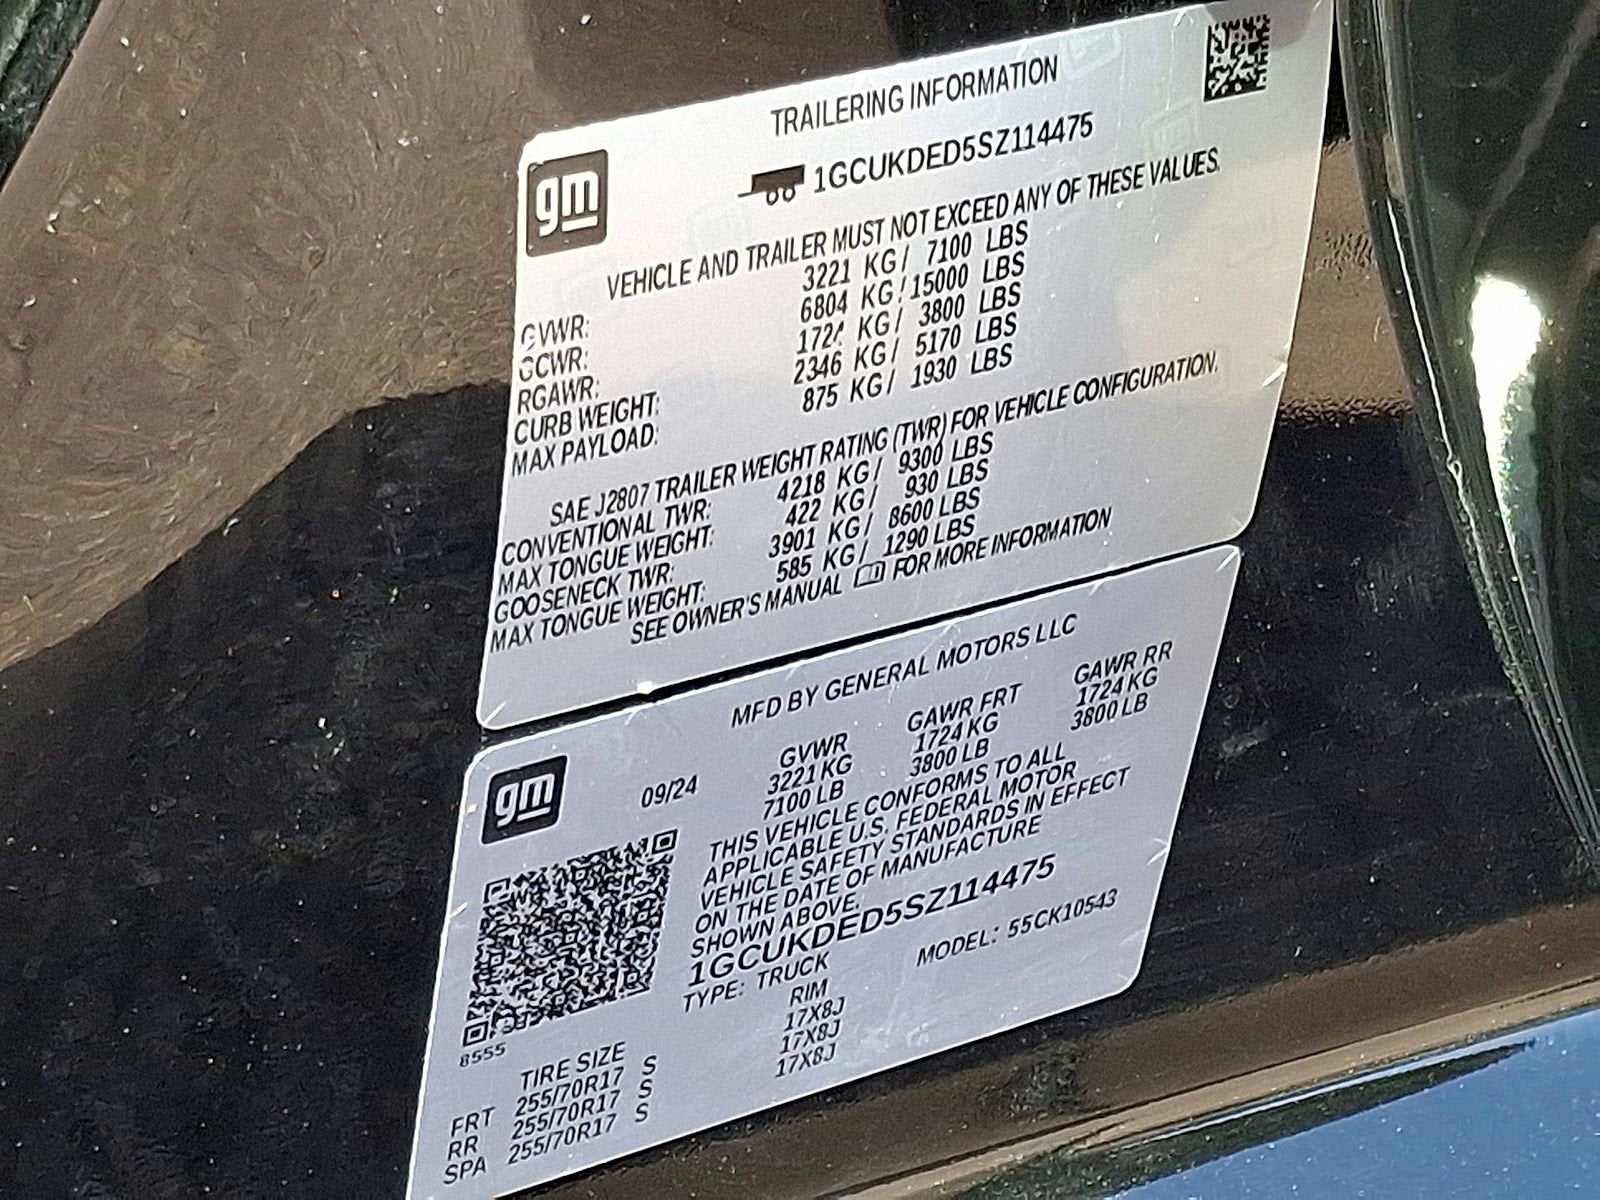 TRAILERING INFORMATION
gm
1GCUKDED5SZ114475
VEHICLE AND TRAILER MUST NOT EXCEED ANY OF THESE VALUES.
GVWR: 3221 KG/ 7100 LBS
GCWR: 6804 KG/15000 LBS
RGAWR: 1724 KG/ 3800 LBS
CURB WEIGHT: 2346 KG/ 5170 LBS
MAX PAYLOAD: 875 KG/ 1930 LBS
SAE J2807 TRAILER WEIGHT RATING (TWR) FOR VEHICLE CONFIGURATION.
CONVENTIONAL TWR: 4218 KG/ 9300 LBS
MAX TONGUE WEIGHT: 422 KG/ 930 LBS
GOOSENECK TWR: 3901 KG/ 8600 LBS
MAX TONGUE WEIGHT: 585 KG/ 1290 LBS
SEE OWNER'S MANUAL FOR MORE INFORMATION
MFD BY GENERAL MOTORS LLC
gm
09/24
GVWR GAWR FRT GAWR RR
3221 KG 1724 KG 1724 KG
7100 LB 3800 LB 3800 LB
THIS VEHICLE CONFORMS TO ALL
APPLICABLE U.S. FEDERAL MOTOR
VEHICLE SAFETY STANDARDS IN EFFECT
ON THE DATE OF MANUFACTURE
SHOWN ABOVE.
1GCUKDED5SZ114475
TYPE: TRUCK MODEL: 55CK10543
8555
TIRE SIZE RIM
FRT 255/70R17 S 17X8J
RR 255/70R17 S 17X8J
SPA 255/70R17 S 17X8J